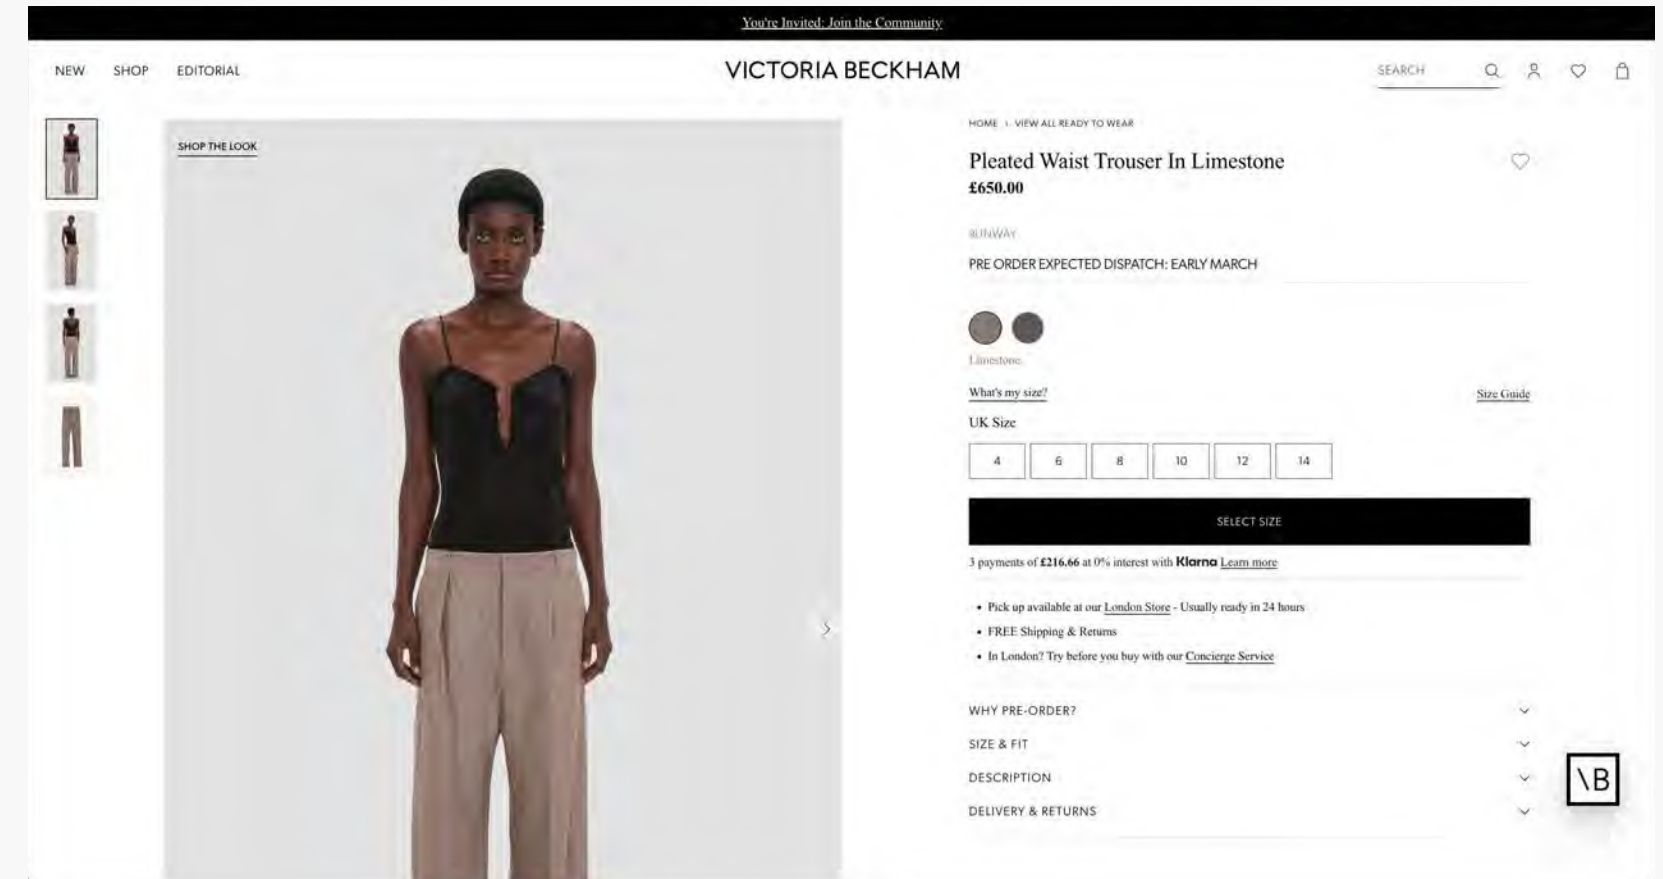 You're Invited: Join the Community
NEW SHOP EDITORIAL
VICTORIA BECKHAM
SEARCH
SHOP THE LOOK
HOME › VIEW ALL READY TO WEAR
Pleated Waist Trouser In Limestone
£650.00
RUNWAY
PRE ORDER EXPECTED DISPATCH: EARLY MARCH
Limestone
What's my size? Size Guide
UK Size
4 6 8 10 12 14
SELECT SIZE
3 payments of £216.66 at 0% interest with Klarna Learn more
• Pick up available at our London Store - Usually ready in 24 hours
• FREE Shipping & Returns
• In London? Try before you buy with our Concierge Service
WHY PRE-ORDER?
SIZE & FIT
DESCRIPTION
DELIVERY & RETURNS
\B